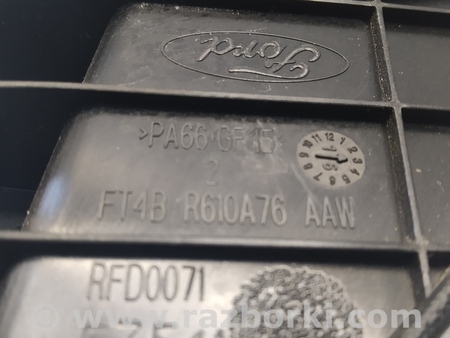 Ford
>PA66-GF15<
2
FT4B R610A76 AAW
RFD0071
www.razborki.com